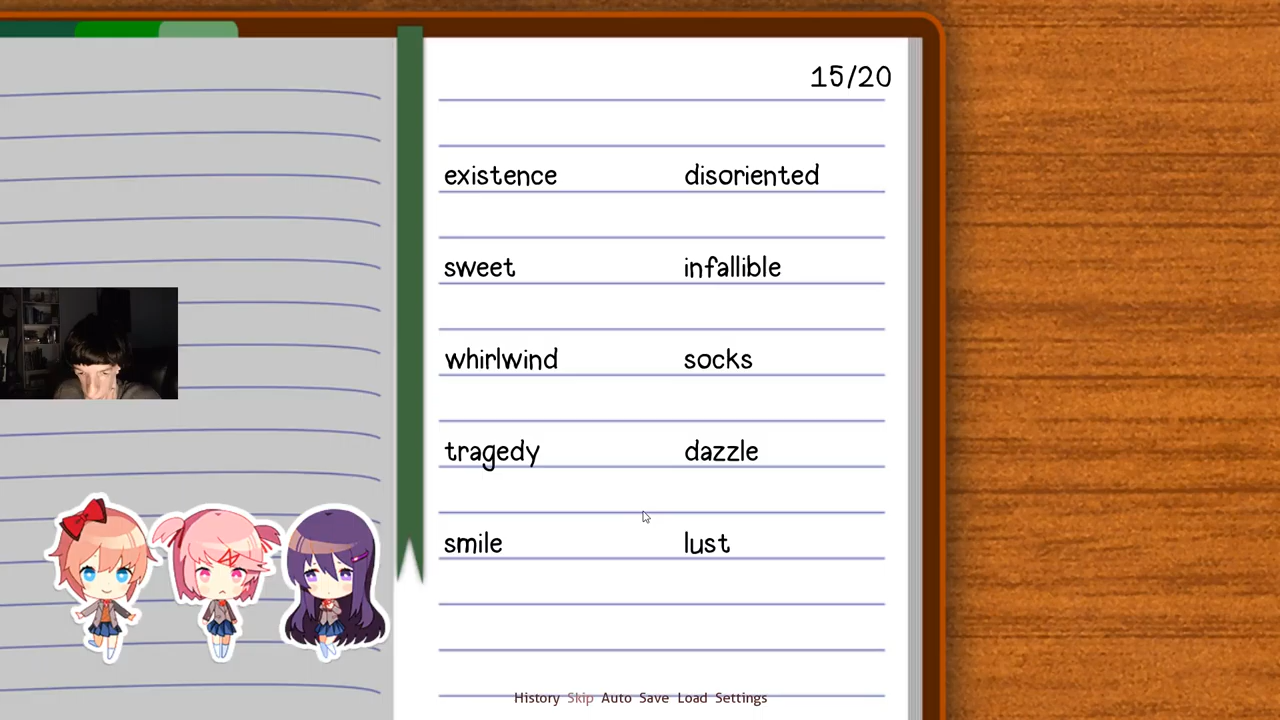 15/20
existence disoriented
sweet infallible
whirlwind socks
tragedy dazzle
smile lust
History Skip Auto Save Load Settings